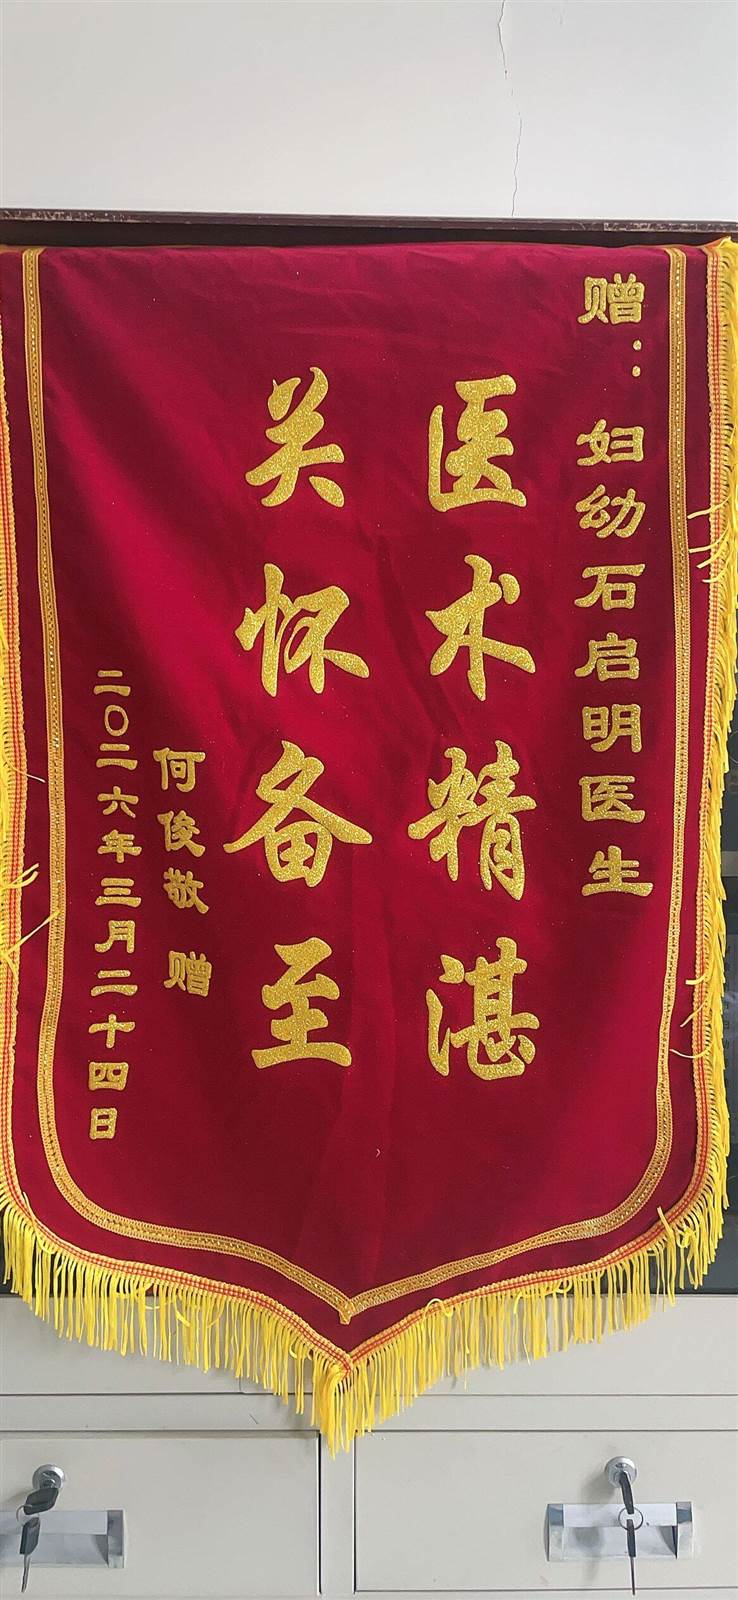 赠：妇幼石启明医生
医术精湛
关怀备至
何俊敬 赠
二〇二六年三月二十四日